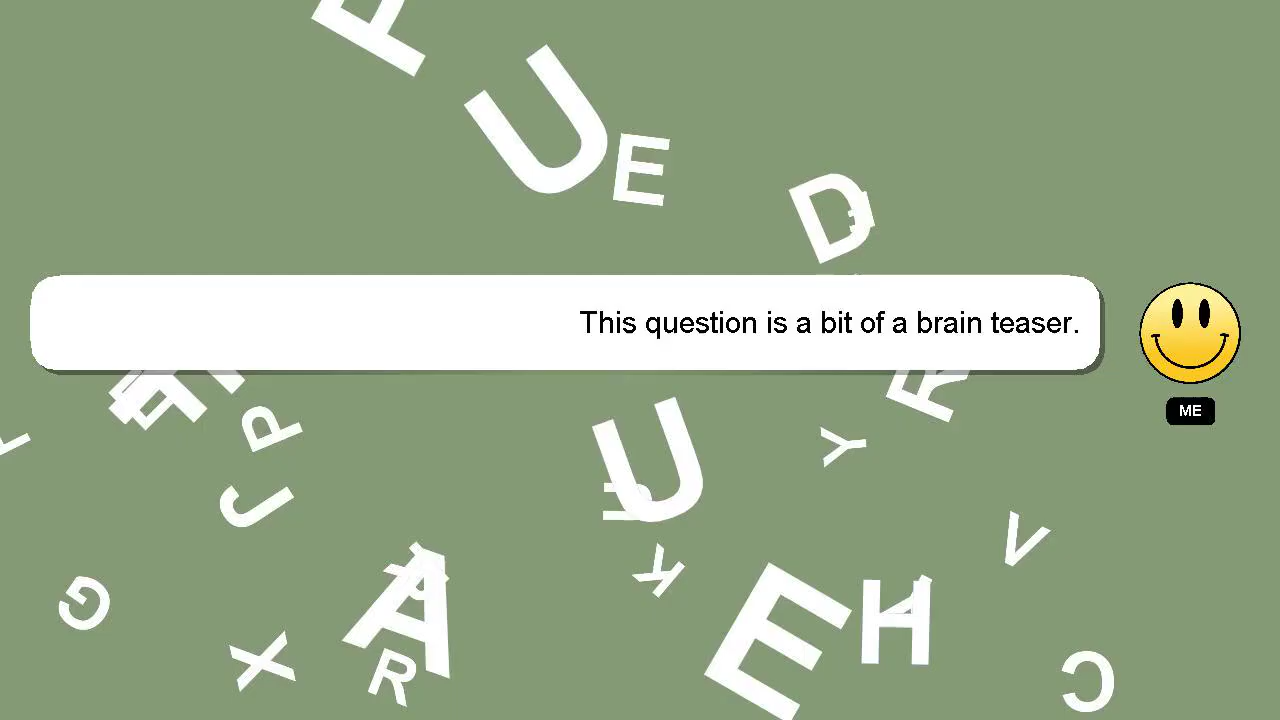 P
U
E
D
This question is a bit of a brain teaser.
ME
R
P
U
Y
J
V
K
G
A
E
H
X
R
C